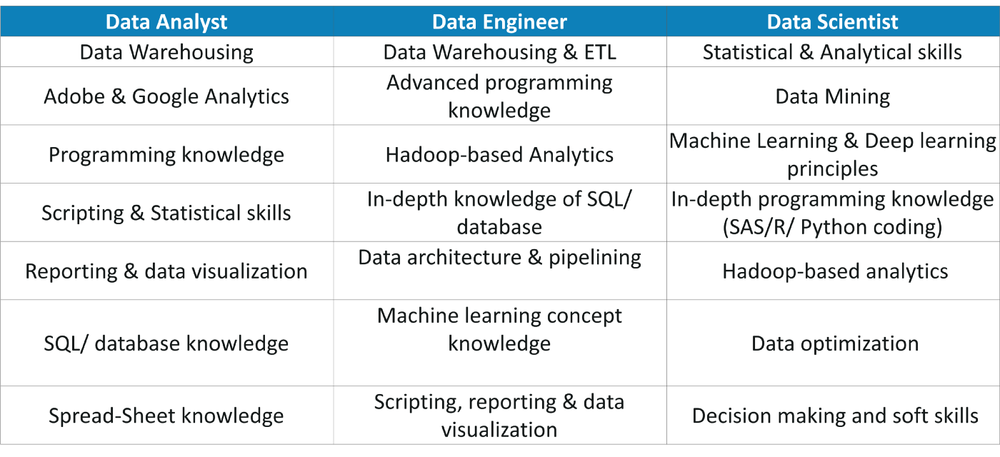 Data Analyst Data Engineer Data Scientist
Data Warehousing Data Warehousing & ETL Statistical & Analytical skills
Adobe & Google Analytics
Advanced programming
knowledge
Data Mining
Programming knowledge
Hadoop-based Analytics
Machine Learning & Deep learning
principles
Scripting & Statistical skills
In-depth knowledge of SQL/
database
In-depth programming knowledge
(SAS/R/ Python coding)
Reporting & data visualization
Data architecture & pipelining
Hadoop-based analytics
SQL/ database knowledge
Machine learning concept
knowledge
Data optimization
Spread-Sheet knowledge
Scripting, reporting & data
visualization
Decision making and soft skills